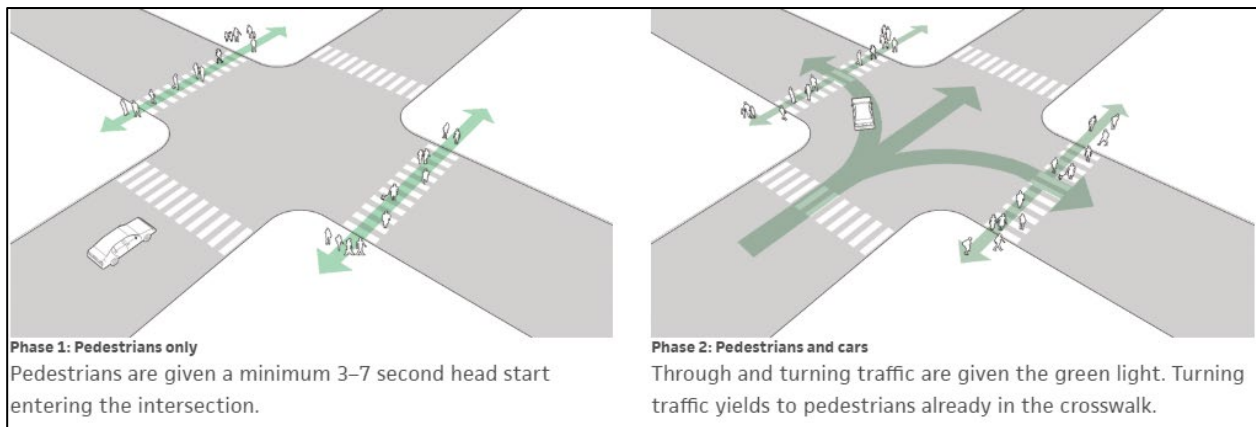 Phase 1: Pedestrians only
Pedestrians are given a minimum 3–7 second head start
entering the intersection.
Phase 2: Pedestrians and cars
Through and turning traffic are given the green light. Turning
traffic yields to pedestrians already in the crosswalk.